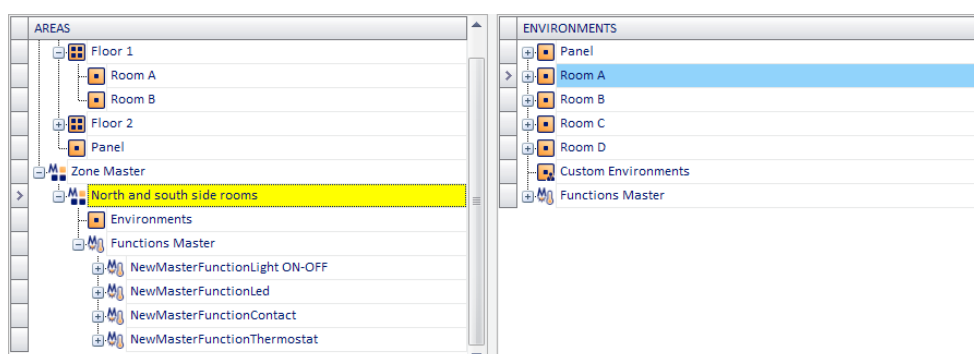 AREAS
Floor 1
Room A
Room B
Floor 2
Panel
Zone Master
North and south side rooms
Environments
Functions Master
NewMasterFunctionLight ON-OFF
NewMasterFunctionLed
NewMasterFunctionContact
NewMasterFunctionThermostat
ENVIRONMENTS
Panel
Room A
Room B
Room C
Room D
Custom Environments
Functions Master